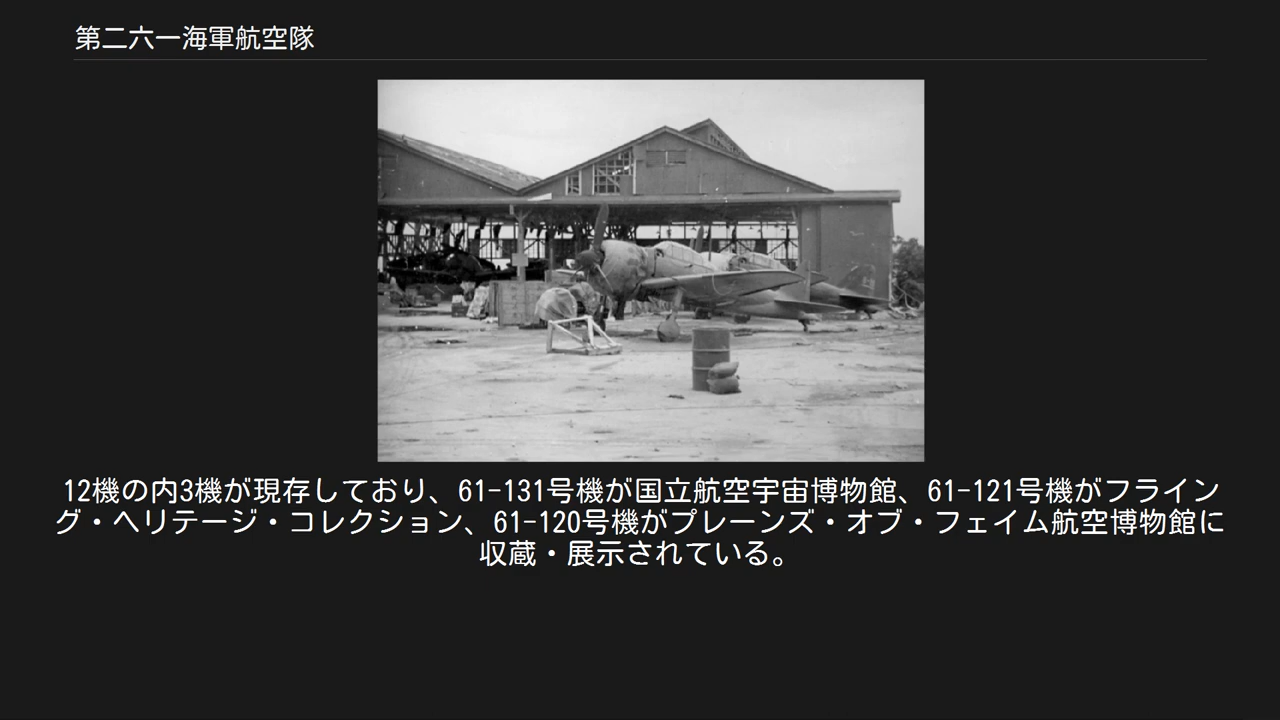 第二六一海軍航空隊
12機の内3機が現存しており、61-131号機が国立航空宇宙博物館、61-121号機がフライン
グ・ヘリテージ・コレクション、61-120号機がプレーンズ・オブ・フェイム航空博物館に
収蔵・展示されている。